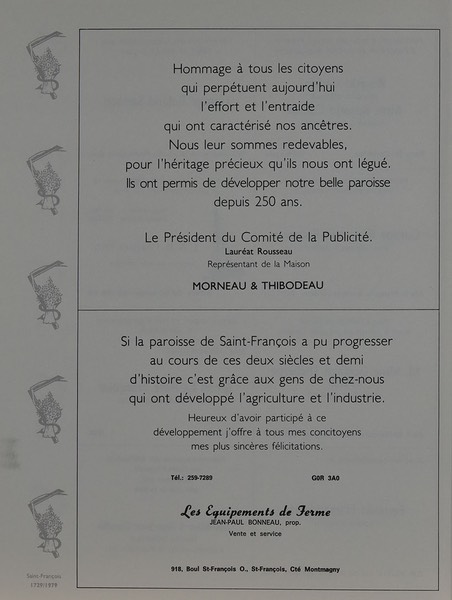 Hommage à tous les citoyens
qui perpétuent aujourd'hui
l'effort et l'entraide
qui ont caractérisé nos ancêtres.
Nous leur sommes redevables,
pour l'héritage précieux qu'ils nous ont légué.
Ils ont permis de développer notre belle paroisse
depuis 250 ans.
Le Président du Comité de la Publicité.
Lauréat Rousseau
Représentant de la Maison
MORNEAU & THIBODEAU
Si la paroisse de Saint-François a pu progresser
au cours de ces deux siècles et demi
d'histoire c'est grâce aux gens de chez-nous
qui ont développé l'agriculture et l'industrie.
Heureux d'avoir participé à ce
développement j'offre à tous mes concitoyens
mes plus sincères félicitations.
Tél.: 259-7289 G0R 3A0
Les Equipements de Ferme
JEAN-PAUL BONNEAU, prop.
Vente et service
918, Boul St-François O., St-François, Cté Montmagny
Saint-François
1739/1979